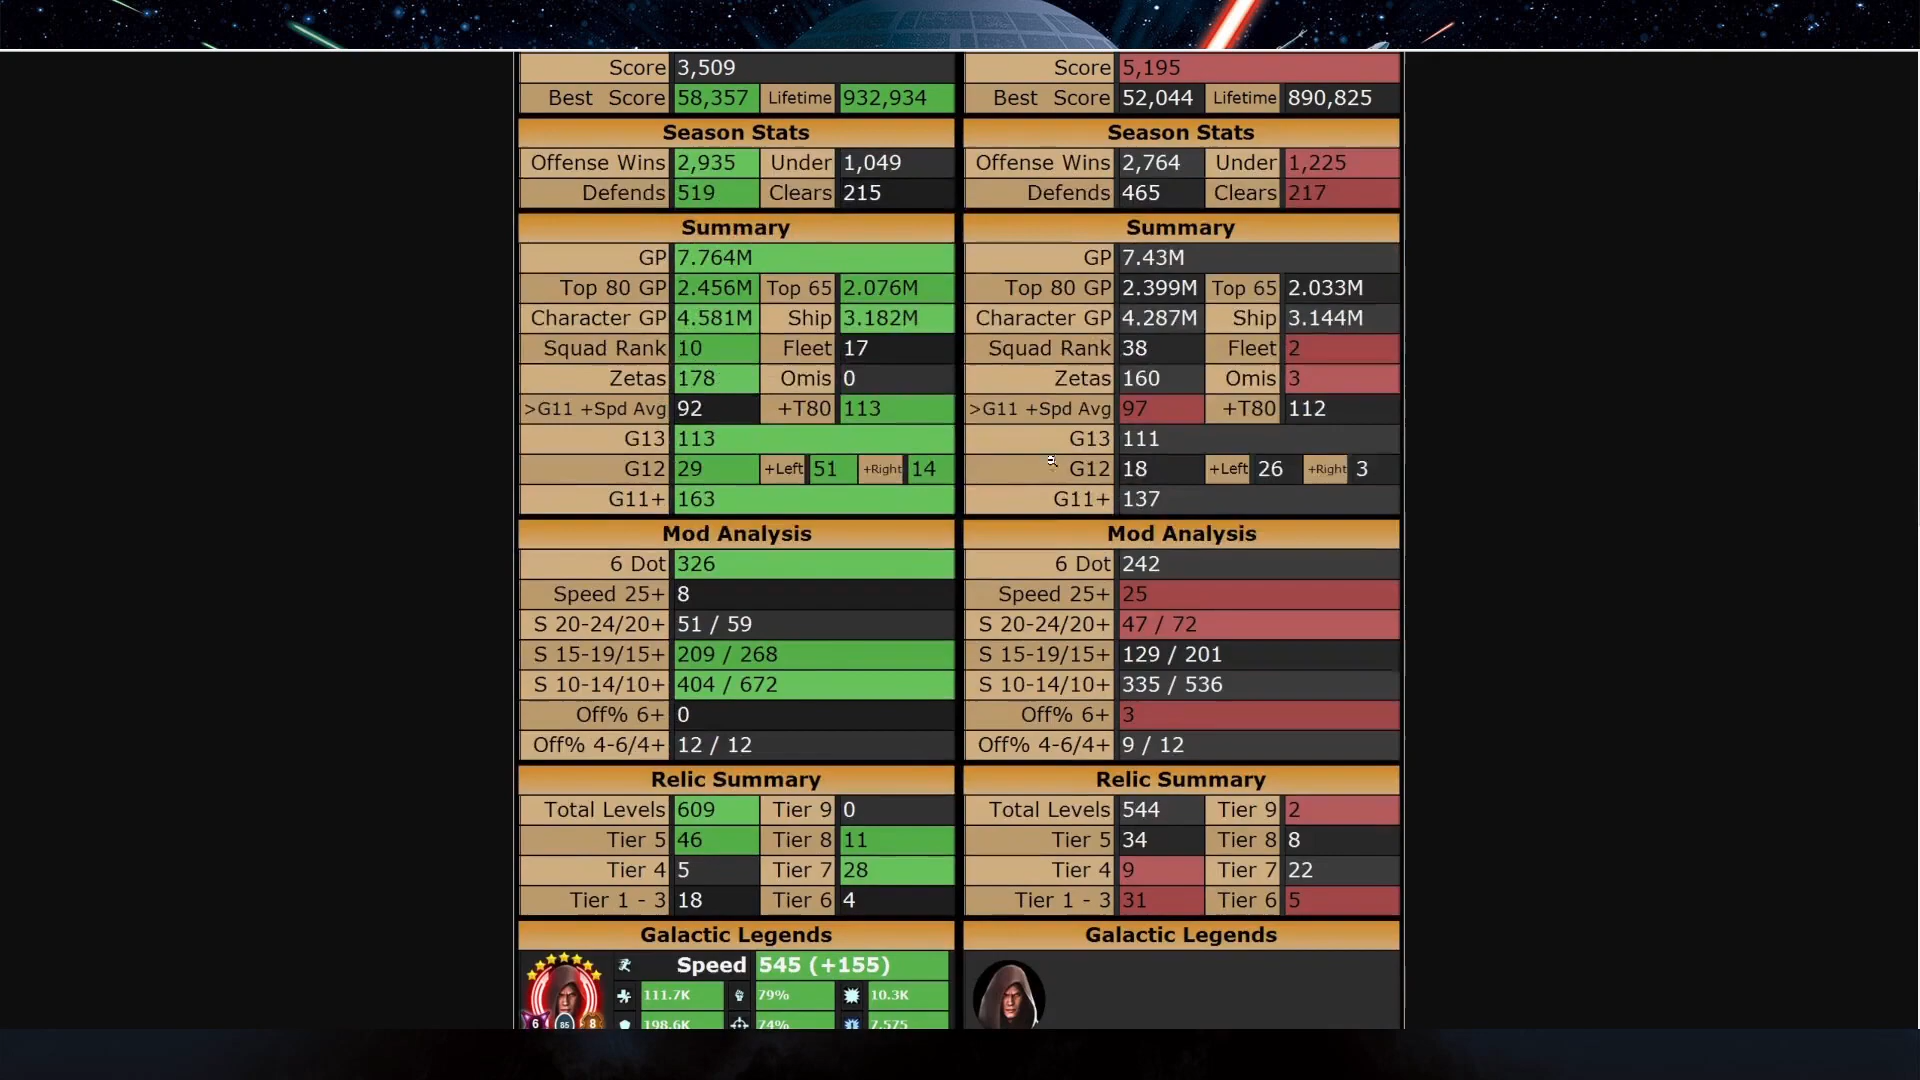 Score 3,509
Best Score 58,357 Lifetime 932,934
Season Stats
Offense Wins 2,935 Under 1,049
Defends 519 Clears 215
Summary
GP 7.764M
Top 80 GP 2.456M Top 65 2.076M
Character GP 4.581M Ship 3.182M
Squad Rank 10 Fleet 17
Zetas 178 Omis 0
>G11 +Spd Avg 92 +T80 113
G13 113
G12 29 +Left 51 +Right 14
G11+ 163
Mod Analysis
6 Dot 326
Speed 25+ 8
S 20-24/20+ 51 / 59
S 15-19/15+ 209 / 268
S 10-14/10+ 404 / 672
Off% 6+ 0
Off% 4-6/4+ 12 / 12
Relic Summary
Total Levels 609 Tier 9 0
Tier 5 46 Tier 8 11
Tier 4 5 Tier 7 28
Tier 1 - 3 18 Tier 6 4
Galactic Legends
Speed 545 (+155)
111.7K 79% 10.3K
6 85 8 198.6K 74% 7,575
Score 5,195
Best Score 52,044 Lifetime 890,825
Season Stats
Offense Wins 2,764 Under 1,225
Defends 465 Clears 217
Summary
GP 7.43M
Top 80 GP 2.399M Top 65 2.033M
Character GP 4.287M Ship 3.144M
Squad Rank 38 Fleet 2
Zetas 160 Omis 3
>G11 +Spd Avg 97 +T80 112
G13 111
G12 18 +Left 26 +Right 3
G11+ 137
Mod Analysis
6 Dot 242
Speed 25+ 25
S 20-24/20+ 47 / 72
S 15-19/15+ 129 / 201
S 10-14/10+ 335 / 536
Off% 6+ 3
Off% 4-6/4+ 9 / 12
Relic Summary
Total Levels 544 Tier 9 2
Tier 5 34 Tier 8 8
Tier 4 9 Tier 7 22
Tier 1 - 3 31 Tier 6 5
Galactic Legends